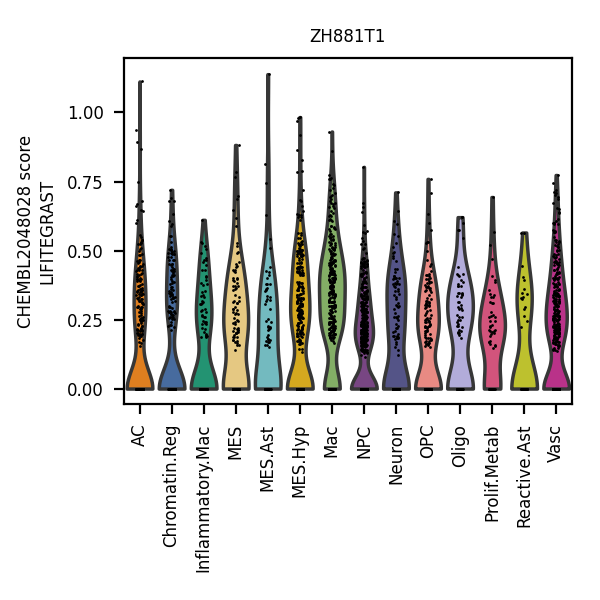 ZH881T1
CHEMBL2048028 score
LIFITEGRAST
1.00
0.75
0.50
0.25
0.00
AC
Chromatin.Reg
Inflammatory.Mac
MES
MES.Ast
MES.Hyp
Mac
NPC
Neuron
OPC
Oligo
Prolif.Metab
Reactive.Ast
Vasc